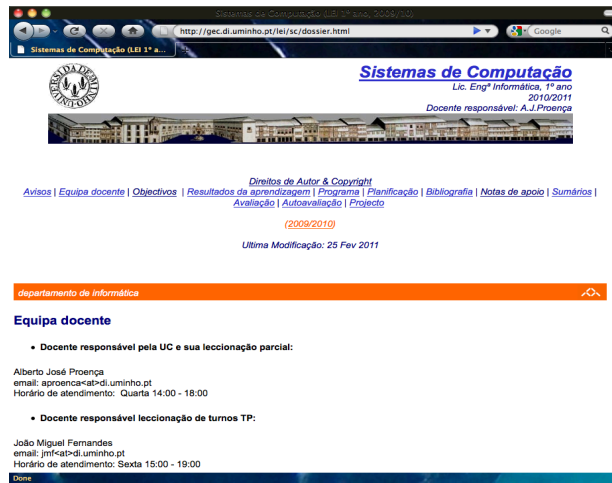 Sistemas de Computação (LEI 1º ano, 2009/10)
http://gec.di.uminho.pt/lei/sc/dossier.html
Google
Sistemas de Computação (LEI 1º a...
Sistemas de Computação
Lic. Engª Informática, 1º ano
2010/2011
Docente responsável: A.J.Proença
Direitos de Autor & Copyright
Avisos | Equipa docente | Objectivos | Resultados da aprendizagem | Programa | Planificação | Bibliografia | Notas de apoio | Sumários |
Avaliação | Autoavaliação | Projecto
(2009/2010)
Ultima Modificação: 25 Fev 2011
departamento de informática
Equipa docente
• Docente responsável pela UC e sua leccionação parcial:
Alberto José Proença
email: aproenca<at>di.uminho.pt
Horário de atendimento: Quarta 14:00 - 18:00
• Docente responsável leccionação de turnos TP:
João Miguel Fernandes
email: jmf<at>di.uminho.pt
Horário de atendimento: Sexta 15:00 - 19:00
Done